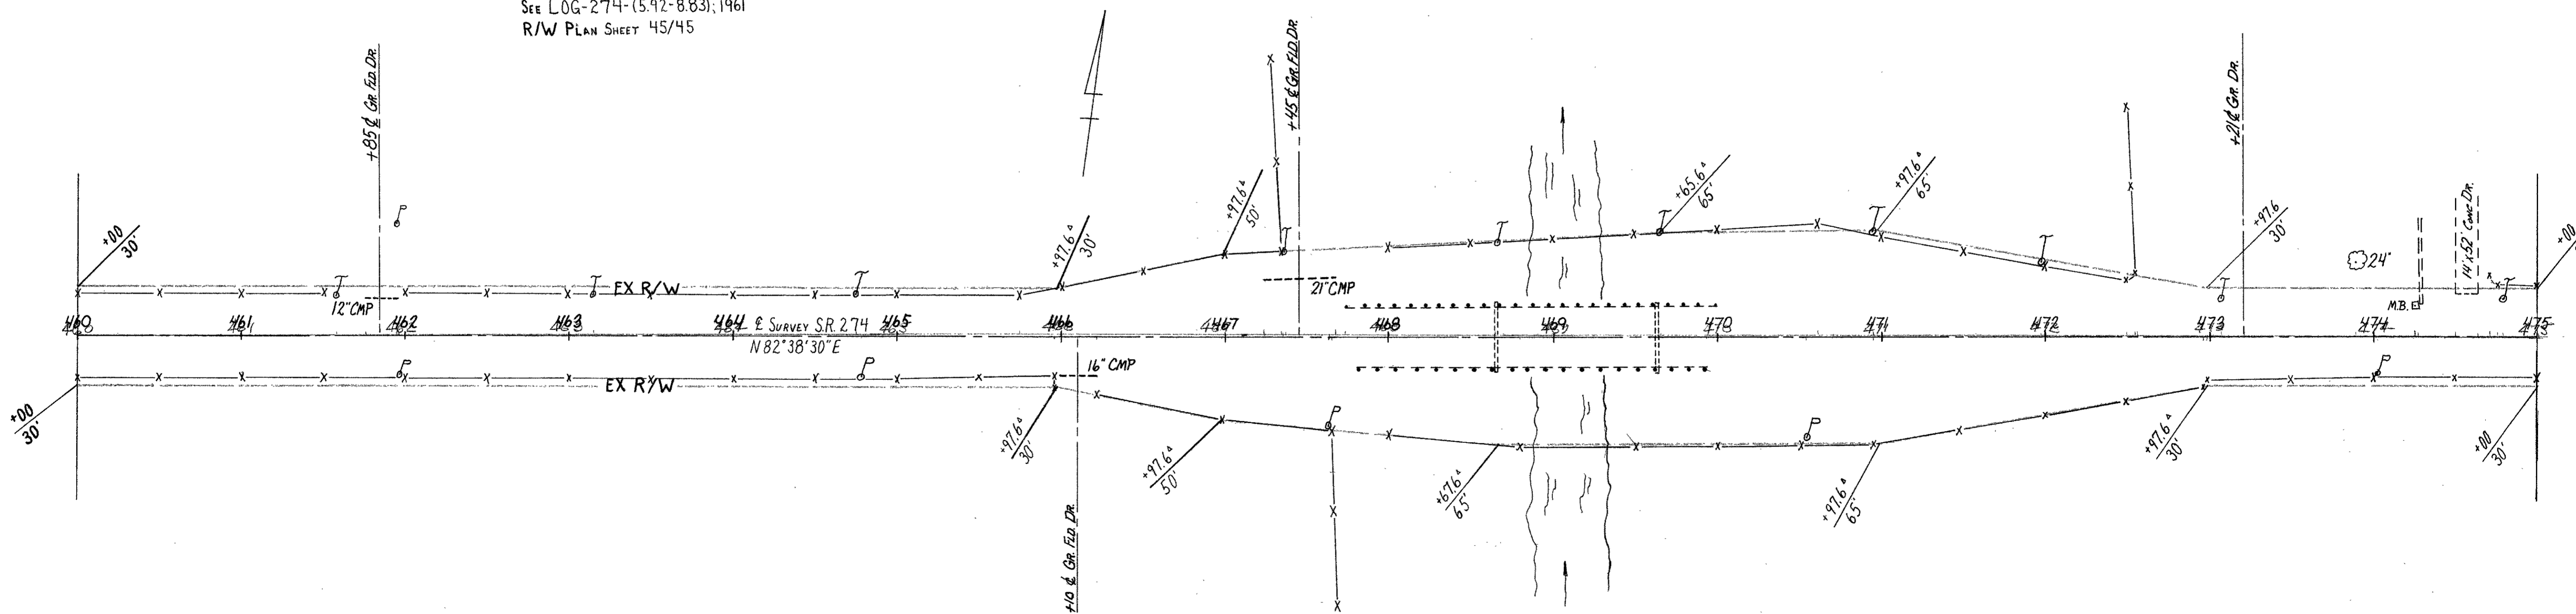 SEE LOG-274-(5.92-8.83); 1961
R/W PLAN SHEET 45/45
+85 ℄ GR. FLD. DR.
+45 ℄ GR. FLD. DR.
+21 ℄ GR. DR.
14' X 52' CONC DR.
+00
30'
+97.6
30'
+97.6
50'
+65.6
65'
+97.6
65'
+97.6
30'
+00
24"
M.B.
EX R/W
12" CMP
21" CMP
460 461 462 463 464 ℄ SURVEY S.R. 274 465 466 467 468 469 470 471 472 473 474 475
N 82° 38' 30" E
16" CMP
EX R/W
+00
30'
+97.6
30'
+97.6
50'
+67.6
65'
+97.6
65'
+97.6
30'
+00
30'
+10 ℄ GR. FLD. DR.